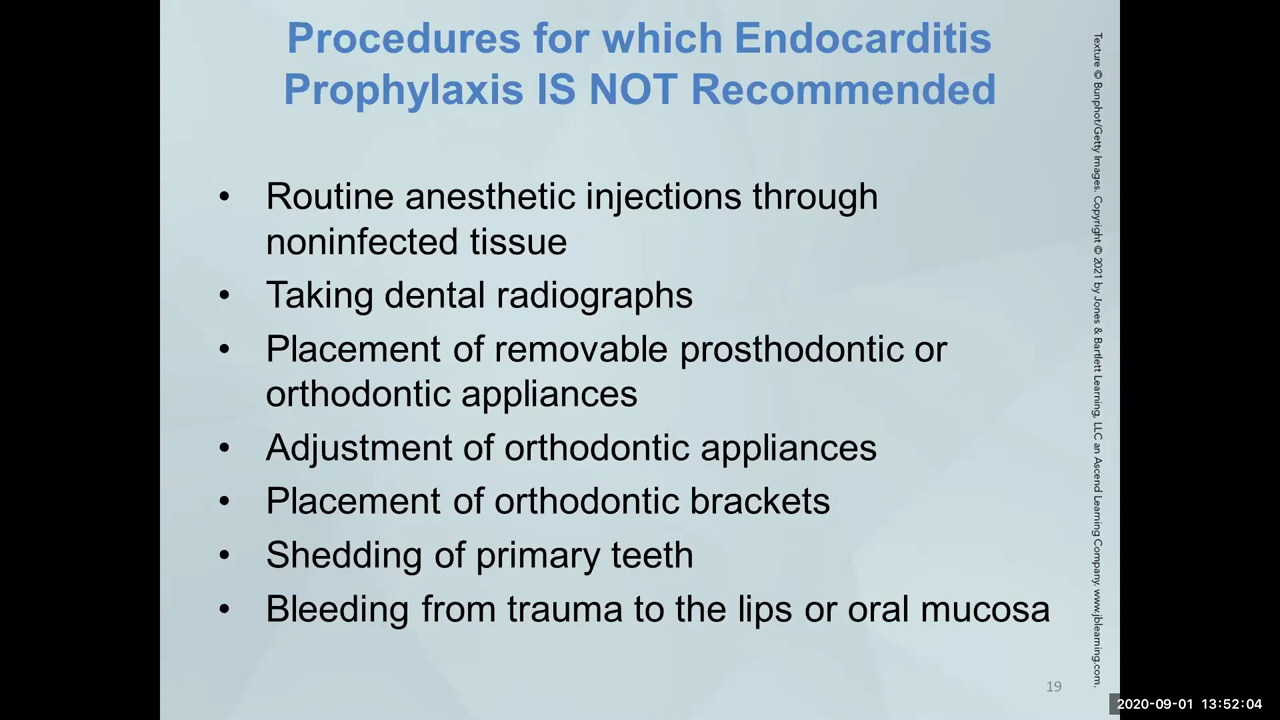 Procedures for which Endocarditis
Prophylaxis IS NOT Recommended
• Routine anesthetic injections through
noninfected tissue
• Taking dental radiographs
• Placement of removable prosthodontic or
orthodontic appliances
• Adjustment of orthodontic appliances
• Placement of orthodontic brackets
• Shedding of primary teeth
• Bleeding from trauma to the lips or oral mucosa
Texture © Bunphot/Getty Images. Copyright © 2021 by Jones & Bartlett Learning, LLC an Ascend Learning Company. www.jblearning.com.
19
2020-09-01 13:52:04